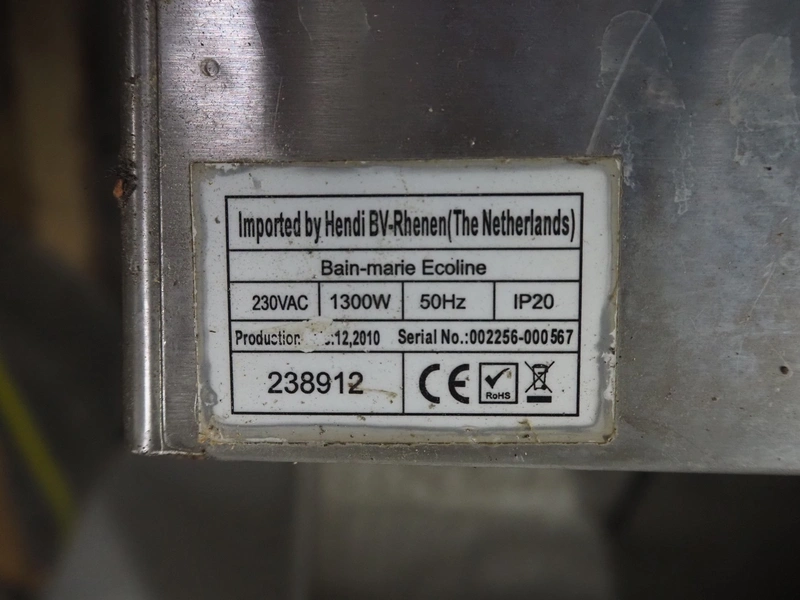 Imported by Hendi BV-Rhenen(The Netherlands)
Bain-marie Ecoline
230VAC 1300W 50Hz IP20
Production .:12,2010 Serial No.:002256-000567
238912 CE RoHS